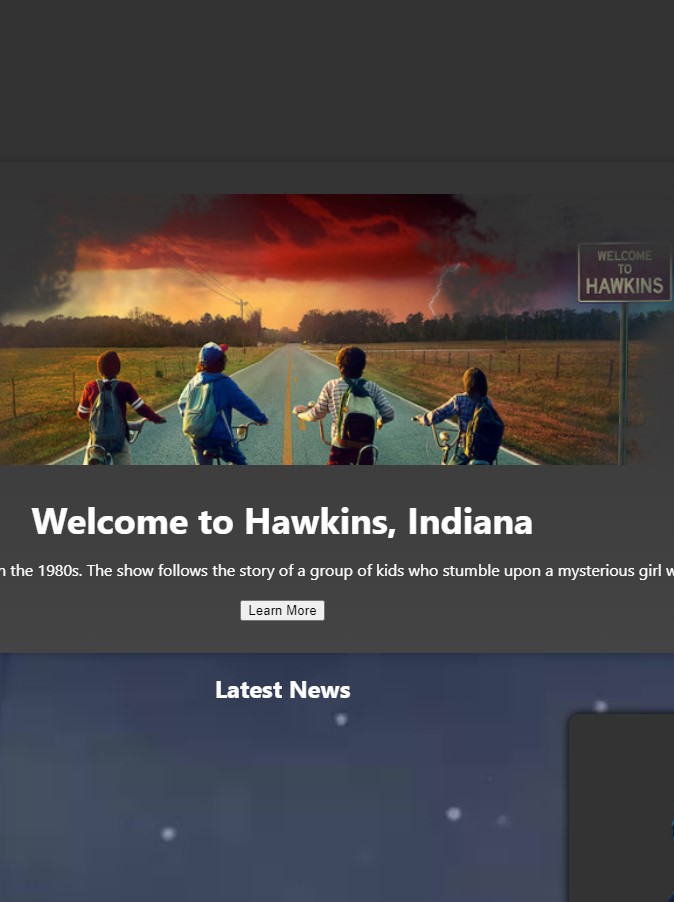 WELCOME
TO
HAWKINS
Welcome to Hawkins, Indiana
the 1980s. The show follows the story of a group of kids who stumble upon a mysterious girl
Learn More
Latest News